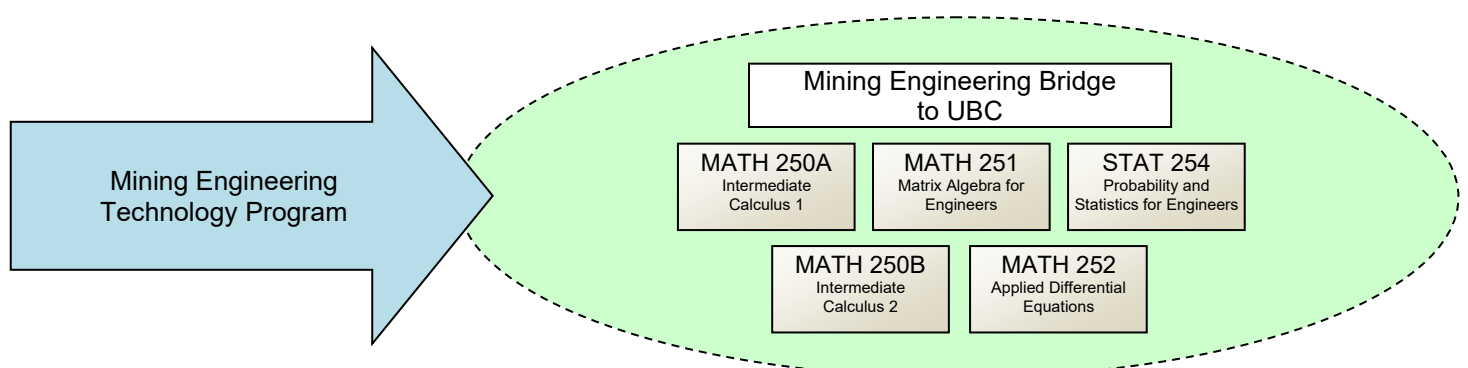 Mining Engineering Bridge
to UBC
Mining Engineering
Technology Program
MATH 250A
Intermediate
Calculus 1
MATH 251
Matrix Algebra for
Engineers
STAT 254
Probability and
Statistics for Engineers
MATH 250B
Intermediate
Calculus 2
MATH 252
Applied Differential
Equations